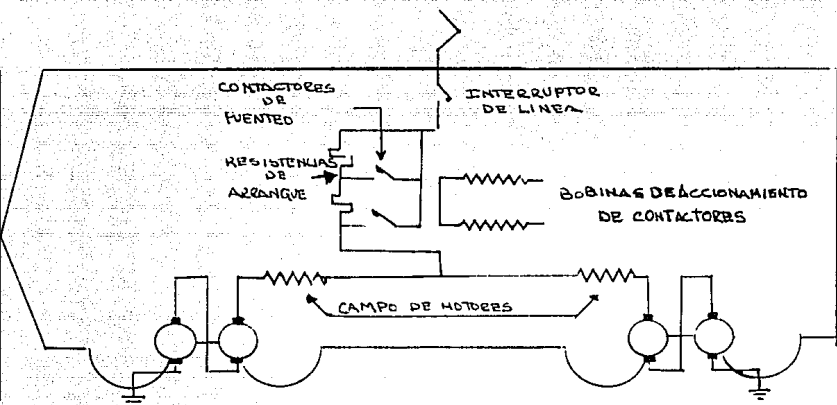 CONTACTORES
DE
PUENTEO
INTERRUPTOR
DE LINEA
RESISTENCIAS
DE
ARRANQUE
BOBINAS DE ACCIONAMIENTO
DE CONTACTORES
CAMPO DE MOTORES